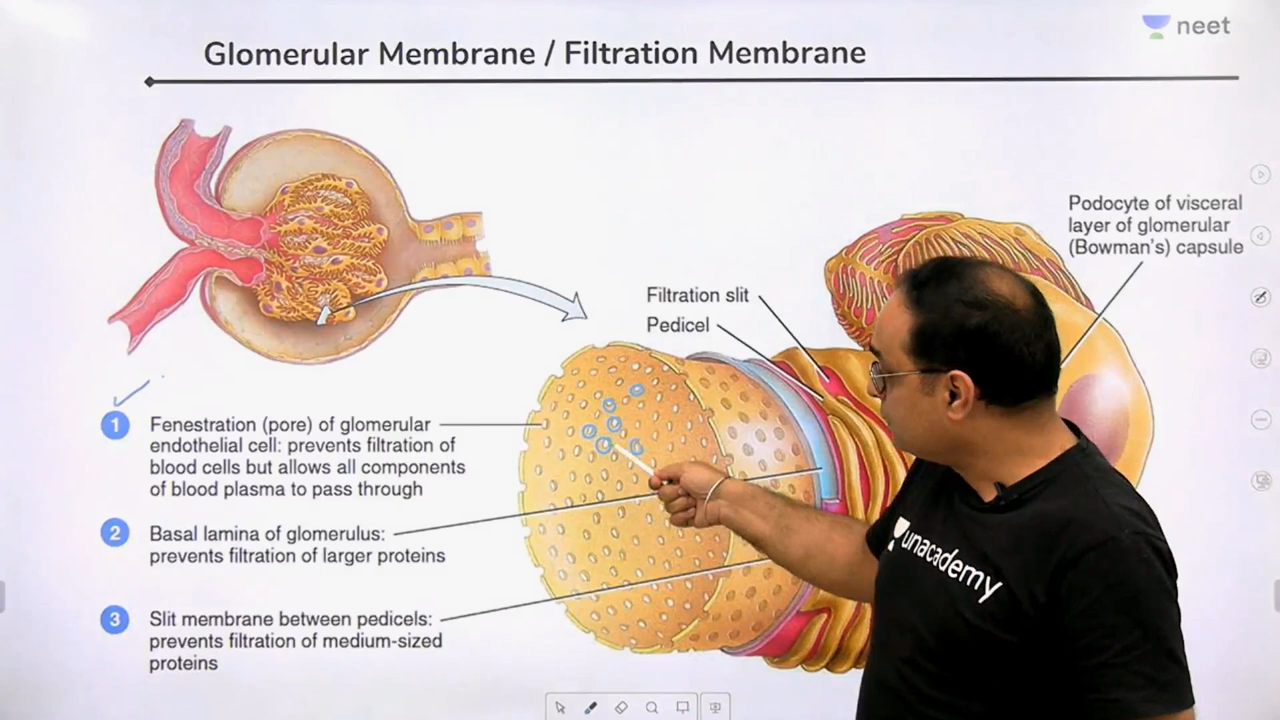 neet
Glomerular Membrane / Filtration Membrane
Podocyte of visceral
layer of glomerular
(Bowman's) capsule
Filtration slit
Pedicel
1
Fenestration (pore) of glomerular
endothelial cell: prevents filtration of
blood cells but allows all components
of blood plasma to pass through
2
Basal lamina of glomerulus:
prevents filtration of larger proteins
3
Slit membrane between pedicels:
prevents filtration of medium-sized
proteins
unacademy